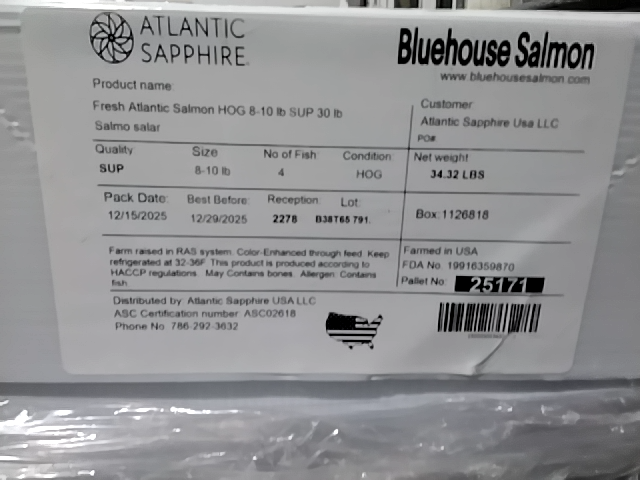 ATLANTIC
SAPPHIRE
Bluehouse Salmon
www.bluehousesalmon.com
Product name:
Fresh Atlantic Salmon HOG 8-10 lb SUP 30 lb
Salmo salar
Customer
Atlantic Sapphire Usa LLC
PO#
Quality Size No of Fish: Condition:
SUP 8-10 lb 4 HOG
Net weight
34.32 LBS
Pack Date: Best Before: Reception: Lot:
12/15/2025 12/29/2025 2278 B38T65 791.
Box: 1126818
Farm raised in RAS system. Color-Enhanced through feed. Keep
refrigerated at 32-36F. This product is produced according to
HACCP regulations. May Contains bones. Allergen: Contains
fish.
Farmed in USA
FDA No. 19916359870
Pallet No: 25171
Distributed by: Atlantic Sapphire USA LLC
ASC Certification number: ASC02618
Phone No. 786-292-3632